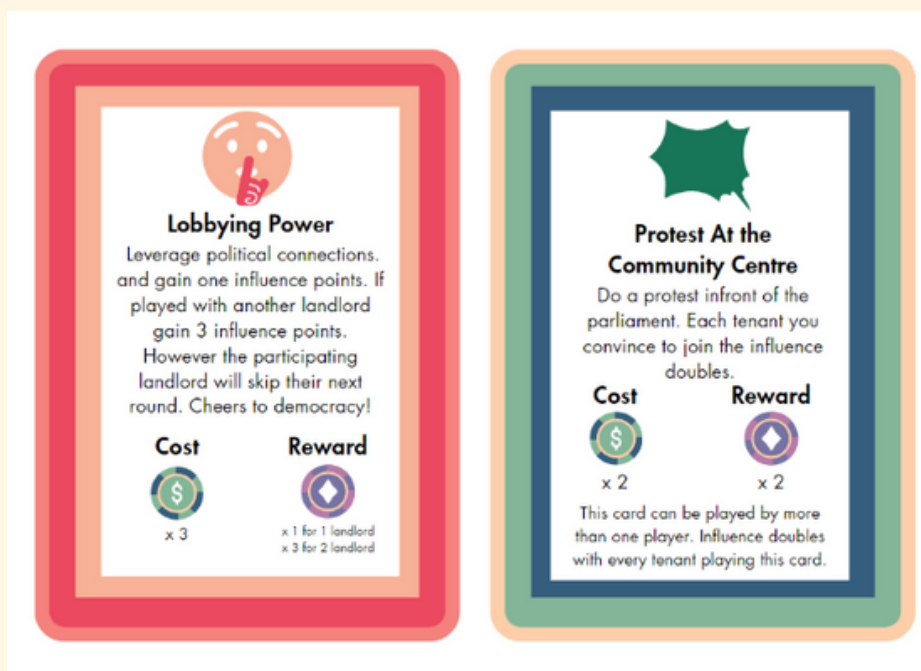 Lobbying Power
Leverage political connections.
and gain one influence points. If
played with another landlord
gain 3 influence points.
However the participating
landlord will skip their next
round. Cheers to democracy!
Cost
Reward
$
x 3
x 1 for 1 landlord
x 3 for 2 landlord
Protest At the
Community Centre
Do a protest infront of the
parliament. Each tenant you
convince to join the influence
doubles.
Cost
Reward
$
x 2
x 2
This card can be played by more
than one player. Influence doubles
with every tenant playing this card.